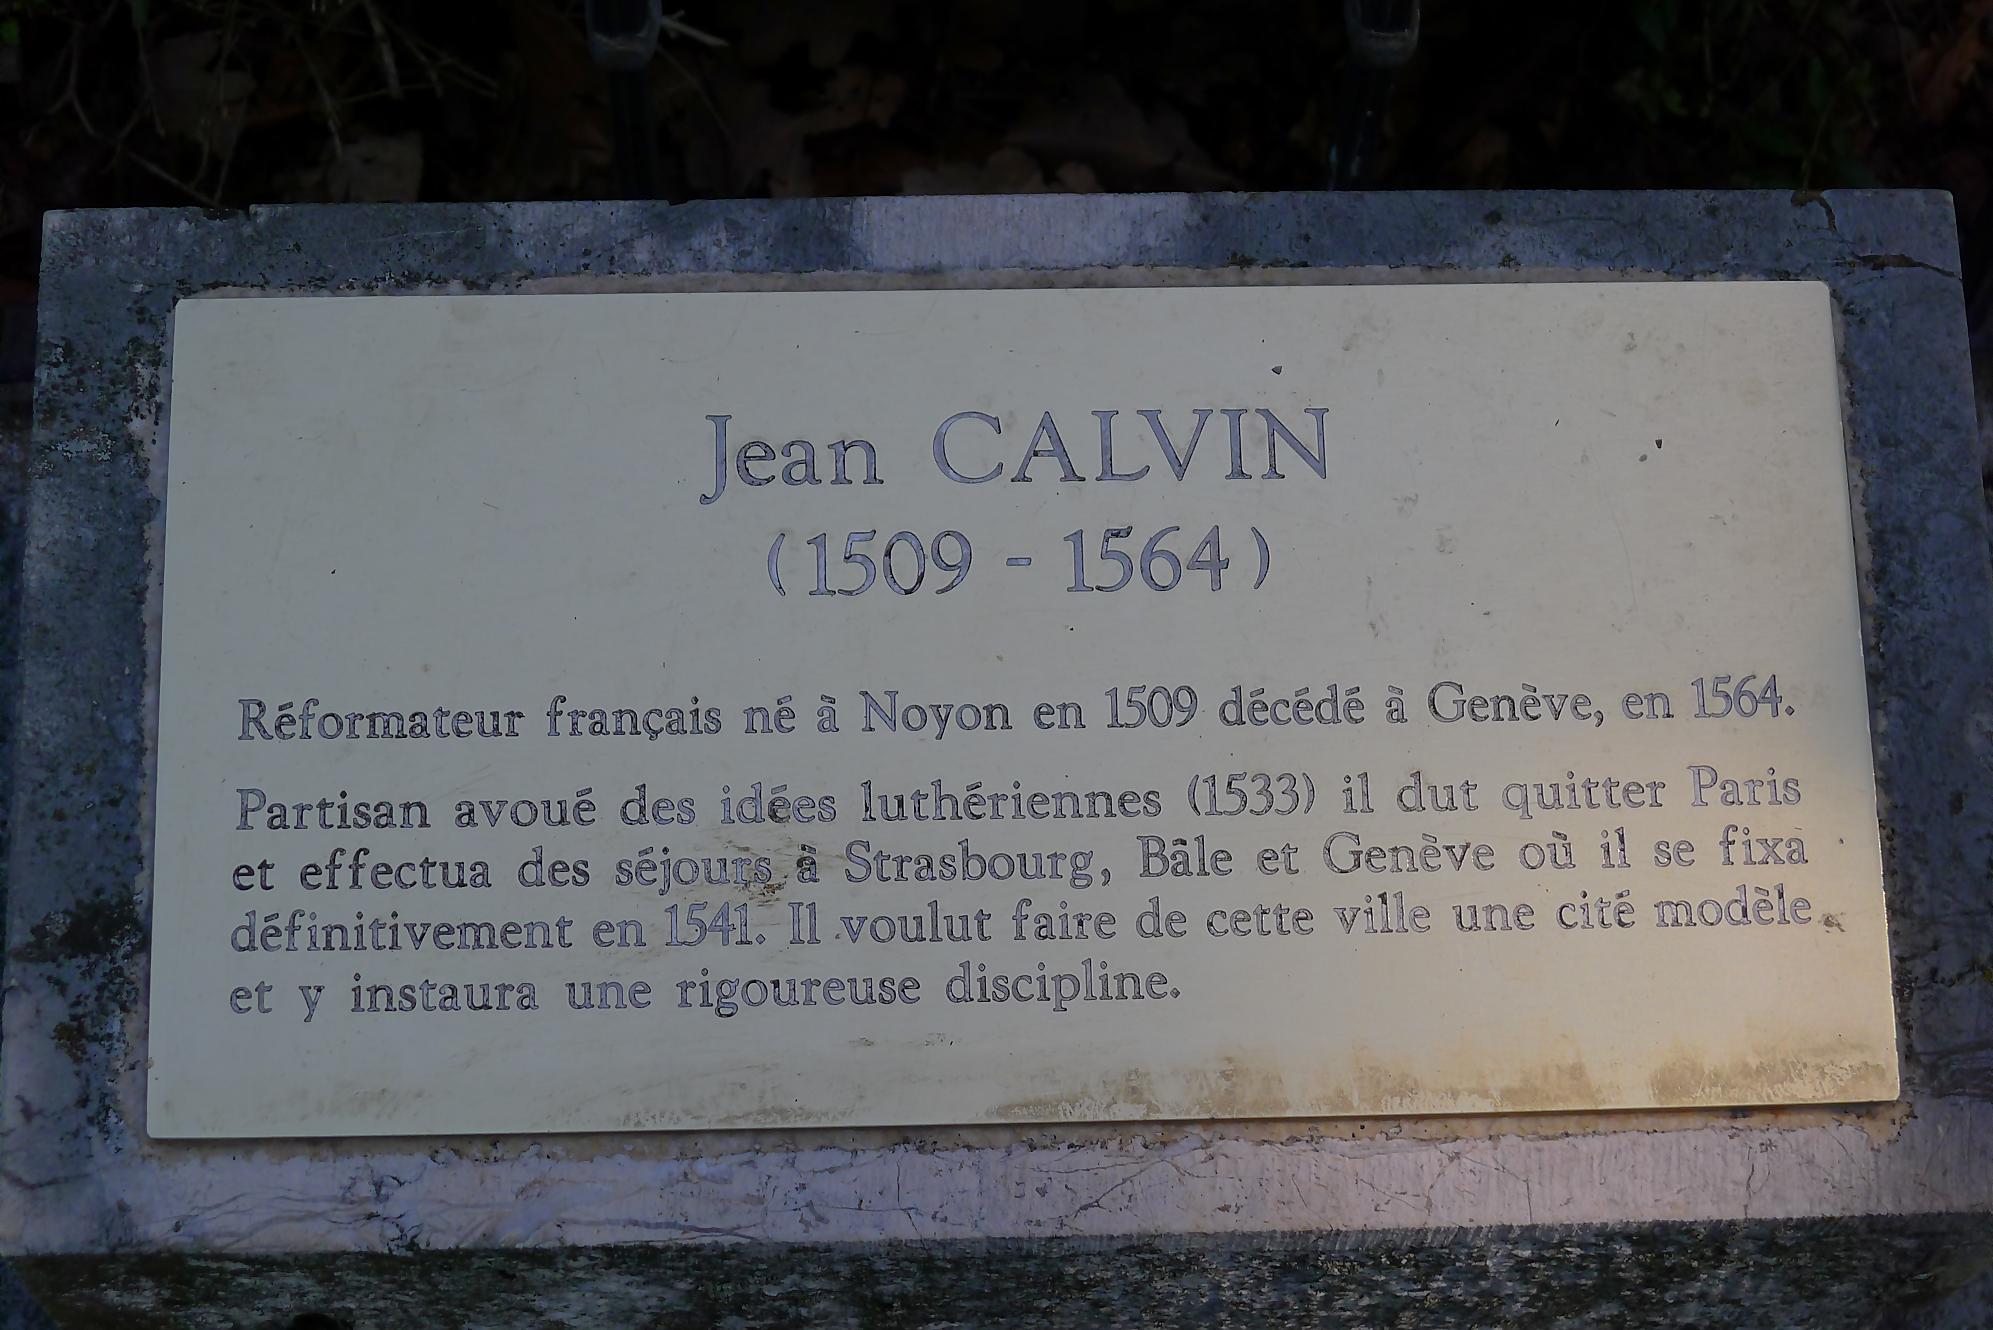 Jean CALVIN
(1509 - 1564)
Réformateur français né à Noyon en 1509 décédé à Genève, en 1564.
Partisan avoué des idées luthériennes (1533) il dut quitter Paris
et effectua des séjours à Strasbourg, Bâle et Genève où il se fixa
définitivement en 1541. Il voulut faire de cette ville une cité modèle
et y instaura une rigoureuse discipline.